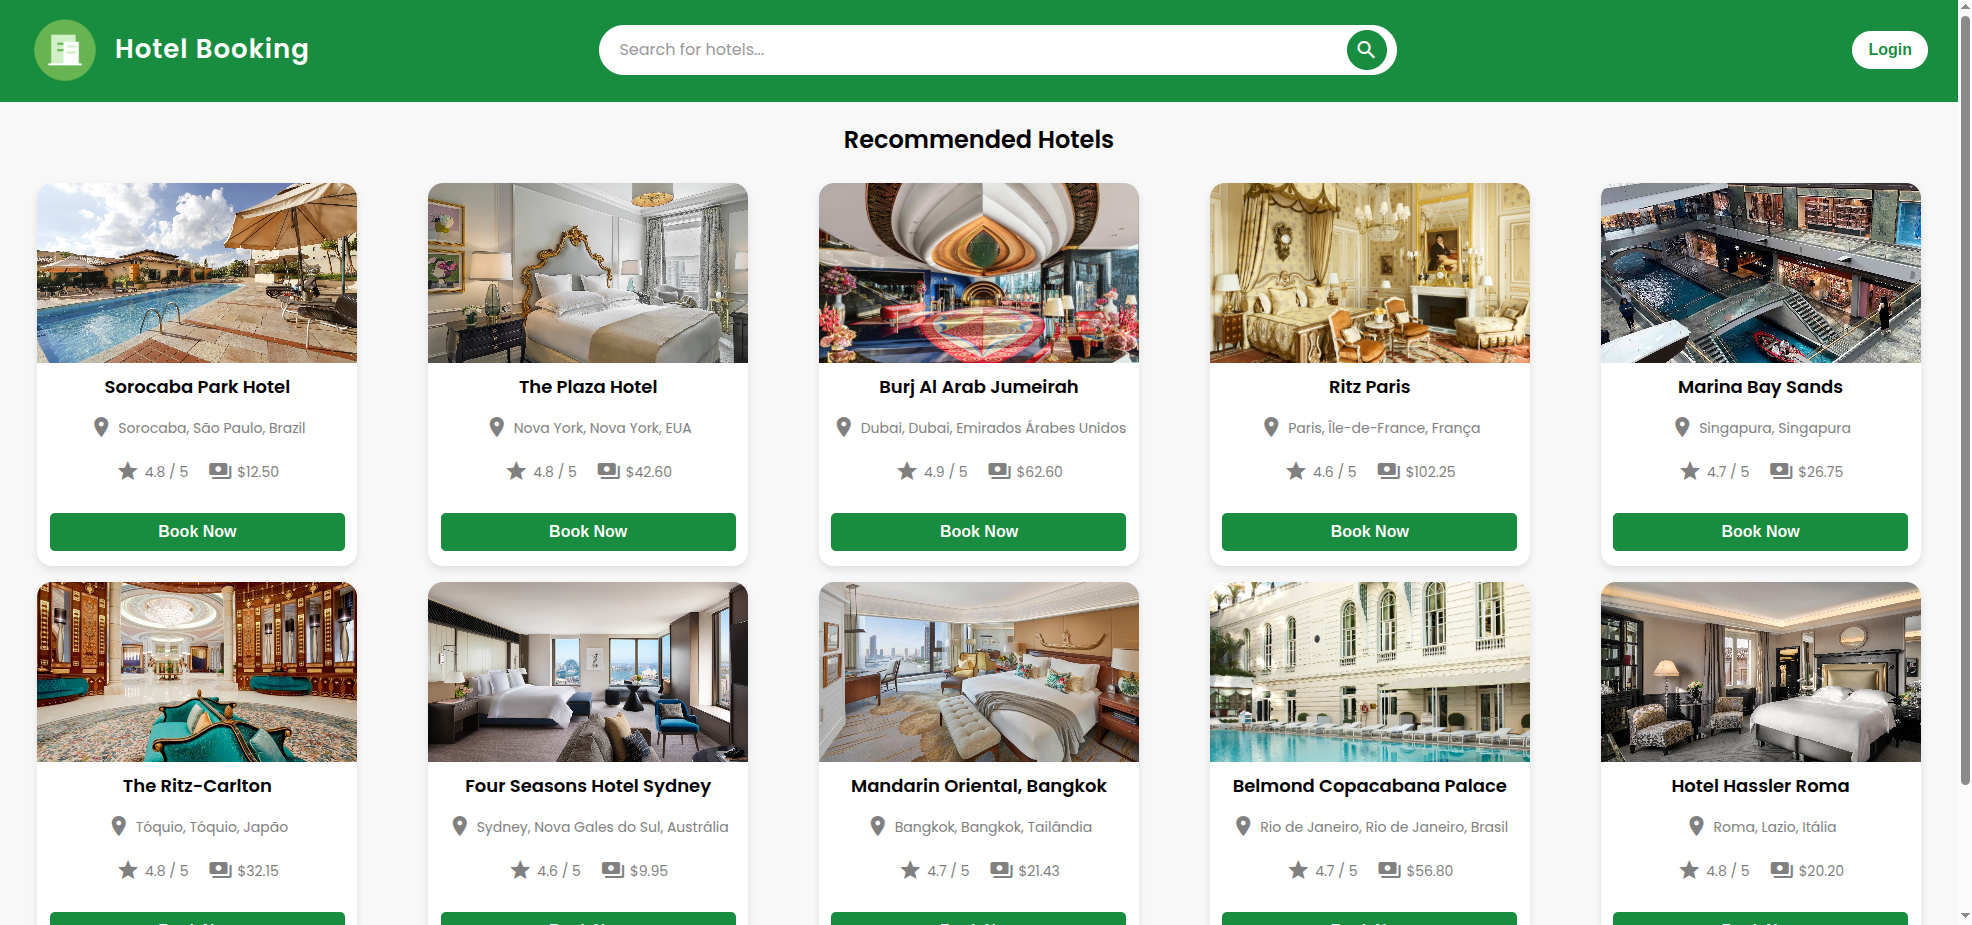 Hotel Booking
Search for hotels...
Login
Recommended Hotels
Sorocaba Park Hotel
Sorocaba, São Paulo, Brazil
4.8 / 5 $12.50
Book Now
The Plaza Hotel
Nova York, Nova York, EUA
4.8 / 5 $42.60
Book Now
Burj Al Arab Jumeirah
Dubai, Dubai, Emirados Árabes Unidos
4.9 / 5 $62.60
Book Now
Ritz Paris
Paris, Île-de-France, França
4.6 / 5 $102.25
Book Now
Marina Bay Sands
Singapura, Singapura
4.7 / 5 $26.75
Book Now
The Ritz-Carlton
Tóquio, Tóquio, Japão
4.8 / 5 $32.15
Four Seasons Hotel Sydney
Sydney, Nova Gales do Sul, Austrália
4.6 / 5 $9.95
Mandarin Oriental, Bangkok
Bangkok, Bangkok, Tailândia
4.7 / 5 $21.43
Belmond Copacabana Palace
Rio de Janeiro, Rio de Janeiro, Brasil
4.7 / 5 $56.80
Hotel Hassler Roma
Roma, Lazio, Itália
4.8 / 5 $20.20